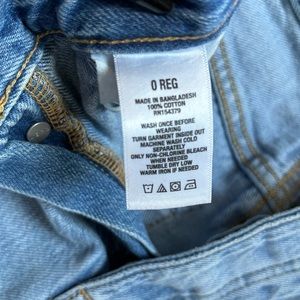 0 REG
MADE IN BANGLADESH
100% COTTON
RN154379
WASH ONCE BEFORE
WEARING
TURN GARMENT INSIDE OUT
MACHINE WASH COLD
SEPARATELY
ONLY NON-CHLORINE BLEACH
WHEN NEEDED
TUMBLE DRY LOW
WARM IRON IF NEEDED